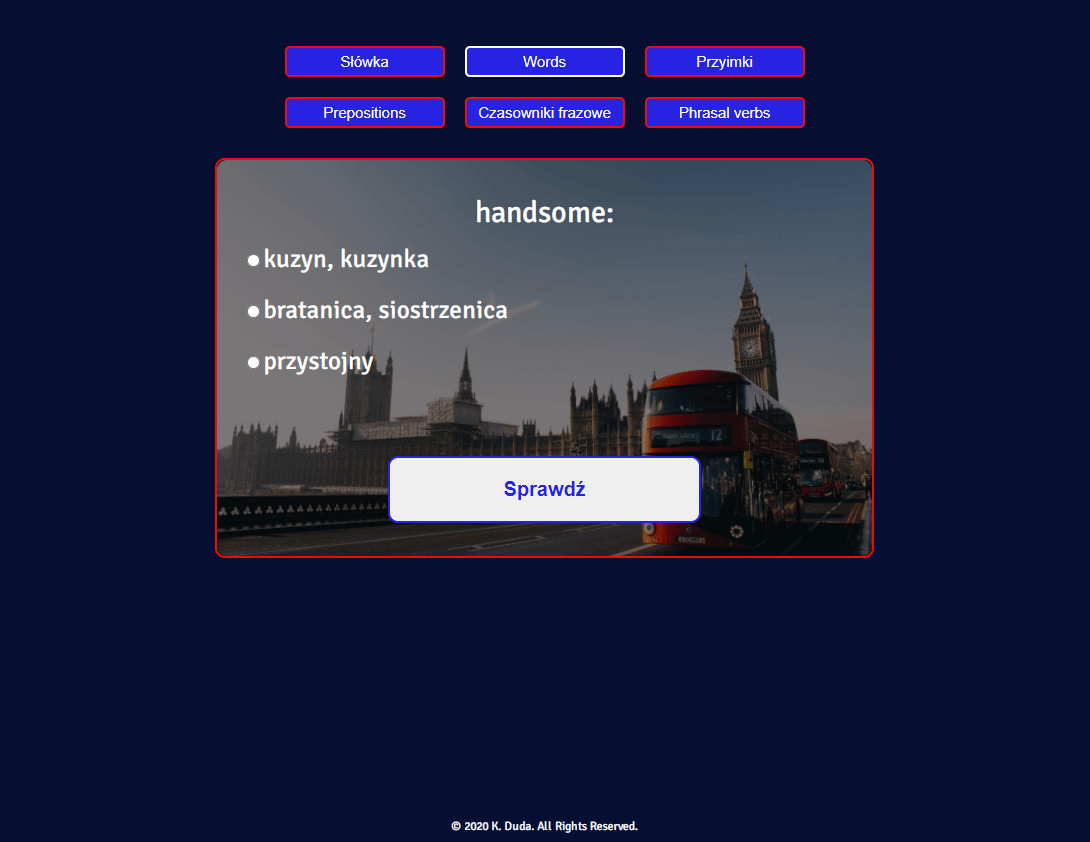 Słówka
Words
Przyimki
Prepositions
Czasowniki frazowe
Phrasal verbs
handsome:
kuzyn, kuzynka
bratanica, siostrzenica
przystojny
12
Sprawdź
© 2020 K. Duda. All Rights Reserved.